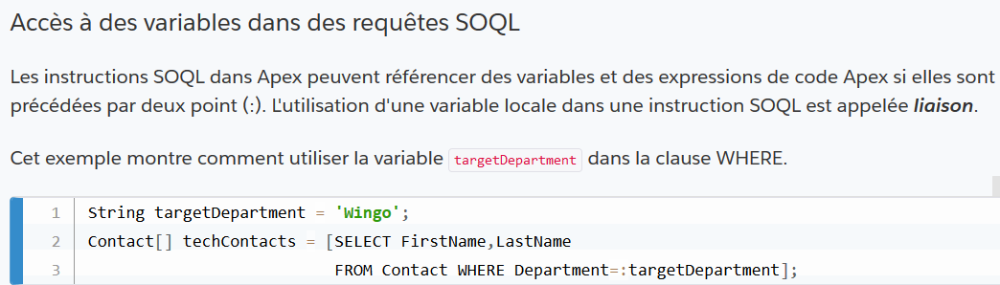 Accès à des variables dans des requêtes SOQL
Les instructions SOQL dans Apex peuvent référencer des variables et des expressions de code Apex si elles sont
précédées par deux point (:). L'utilisation d'une variable locale dans une instruction SOQL est appelée liaison.
Cet exemple montre comment utiliser la variable targetDepartment dans la clause WHERE.
1 String targetDepartment = 'Wingo';
2 Contact[] techContacts = [SELECT FirstName,LastName
3 FROM Contact WHERE Department=:targetDepartment];